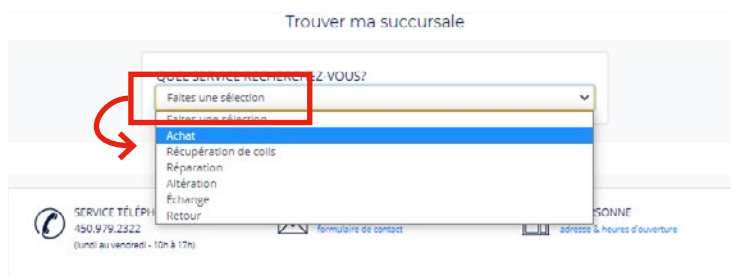 Trouver ma succursale
QUEL SERVICE RECHERCHEZ-VOUS?
Faites une sélection
Faites une sélection
Achat
Récupération de colis
Réparation
Altération
Échange
Retour
SERVICE TÉLÉPH
450.979.2322
(lundi au vendredi - 10h à 17h)
formulaire de contact
SONNE
adresse & heures d'ouverture